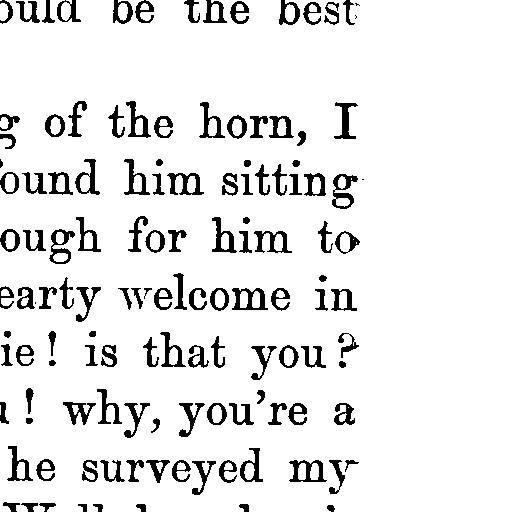 ould be the best
g of the horn, I
found him sitting
ough for him to
earty welcome in
ie! is that you?
u! why, you're a
he surveyed my